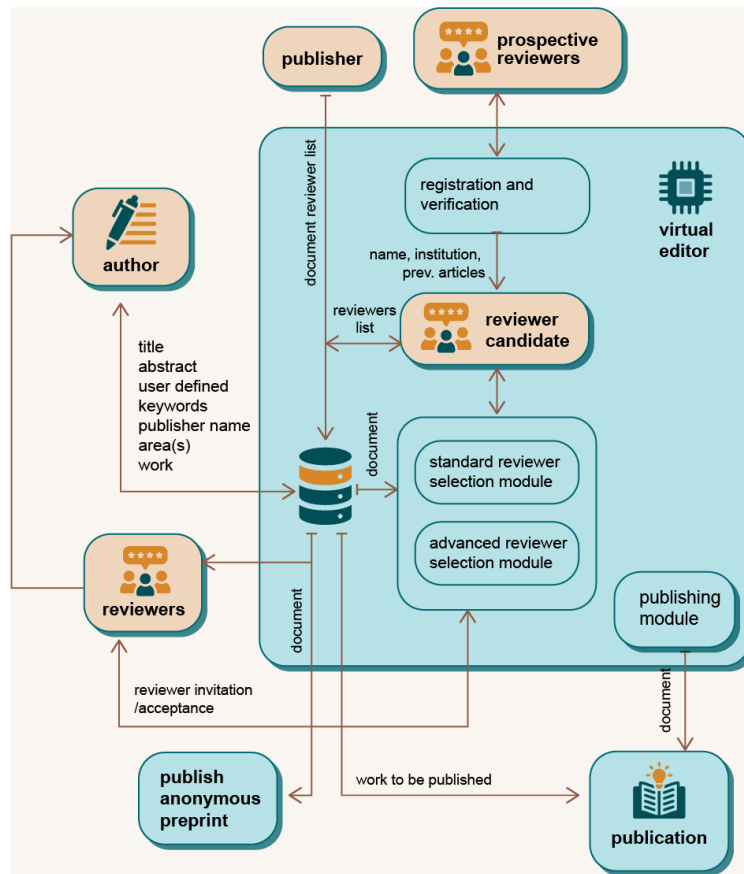 publisher
prospective
reviewers
document reviewer list
registration and
verification
virtual
editor
author
name, institution,
prev. articles
reviewers
list
reviewer
candidate
title
abstract
user defined
keywords
publisher name
area(s)
work
document
standard reviewer
selection module
advanced reviewer
selection module
reviewers
document
publishing
module
reviewer invitation
/acceptance
document
publish
anonymous
preprint
work to be published
publication